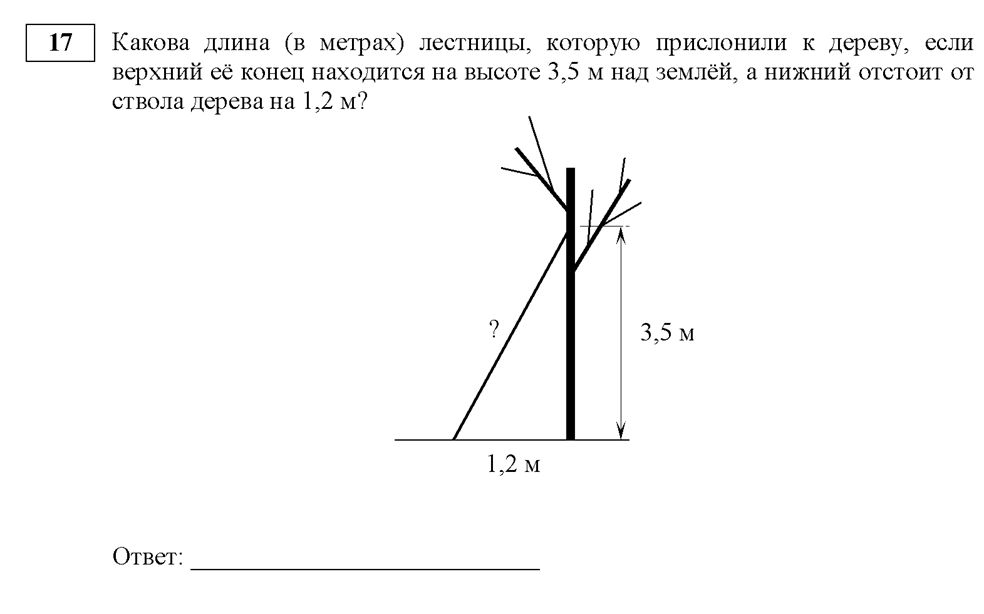 17
Какова длина (в метрах) лестницы, которую прислонили к дереву, если
верхний её конец находится на высоте 3,5 м над землёй, а нижний отстоит от
ствола дерева на 1,2 м?
?
3,5 м
1,2 м
Ответ: ___________________________